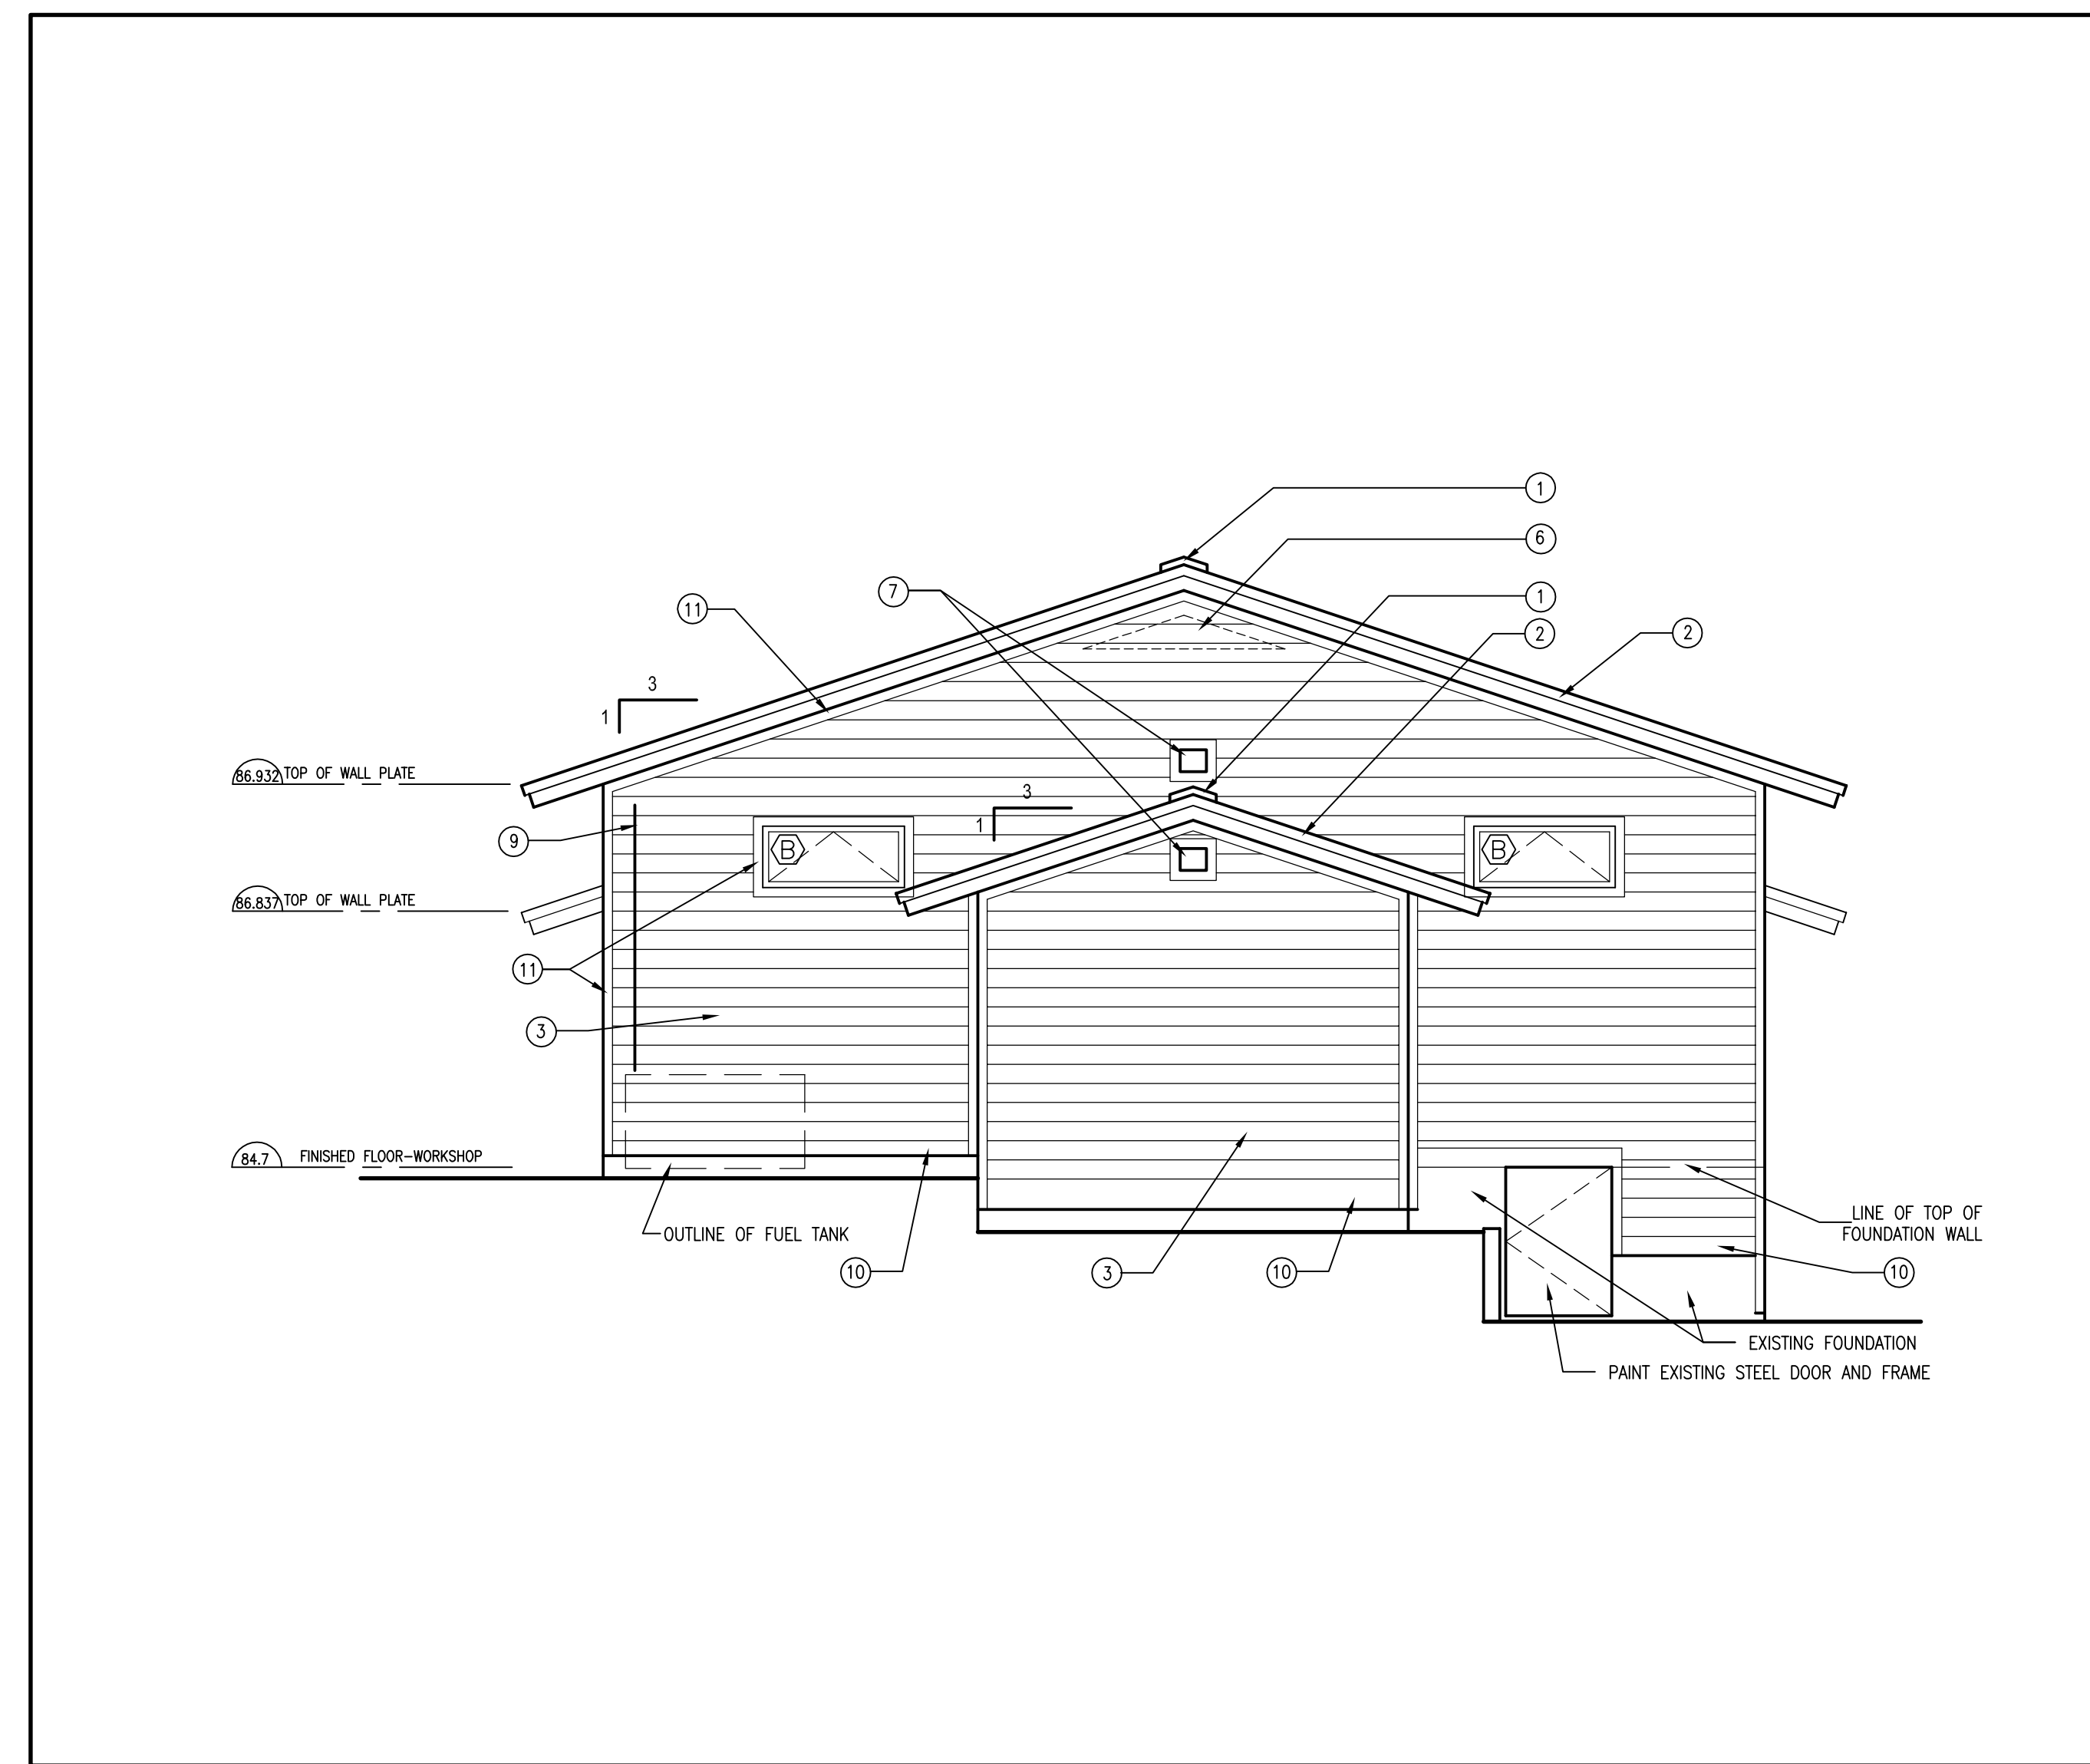 1
6
7
1
11
2
2
3
1
86.932 TOP OF WALL PLATE
3
1
9
B
B
86.837 TOP OF WALL PLATE
11
3
84.7 FINISHED FLOOR-WORKSHOP
LINE OF TOP OF
FOUNDATION WALL
OUTLINE OF FUEL TANK
10
3
10
10
EXISTING FOUNDATION
PAINT EXISTING STEEL DOOR AND FRAME